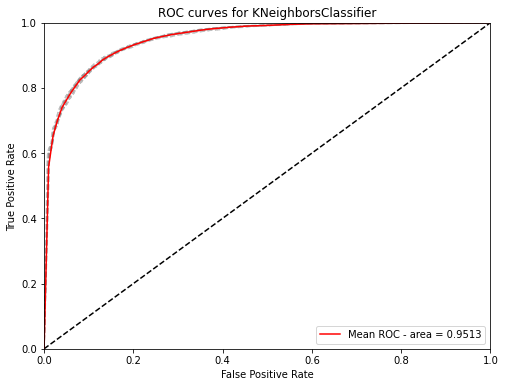 ROC curves for KNeighborsClassifier
1.0
0.8
0.6
0.4
0.2
0.0
True Positive Rate
Mean ROC - area = 0.9513
0.0 0.2 0.4 0.6 0.8 1.0
False Positive Rate